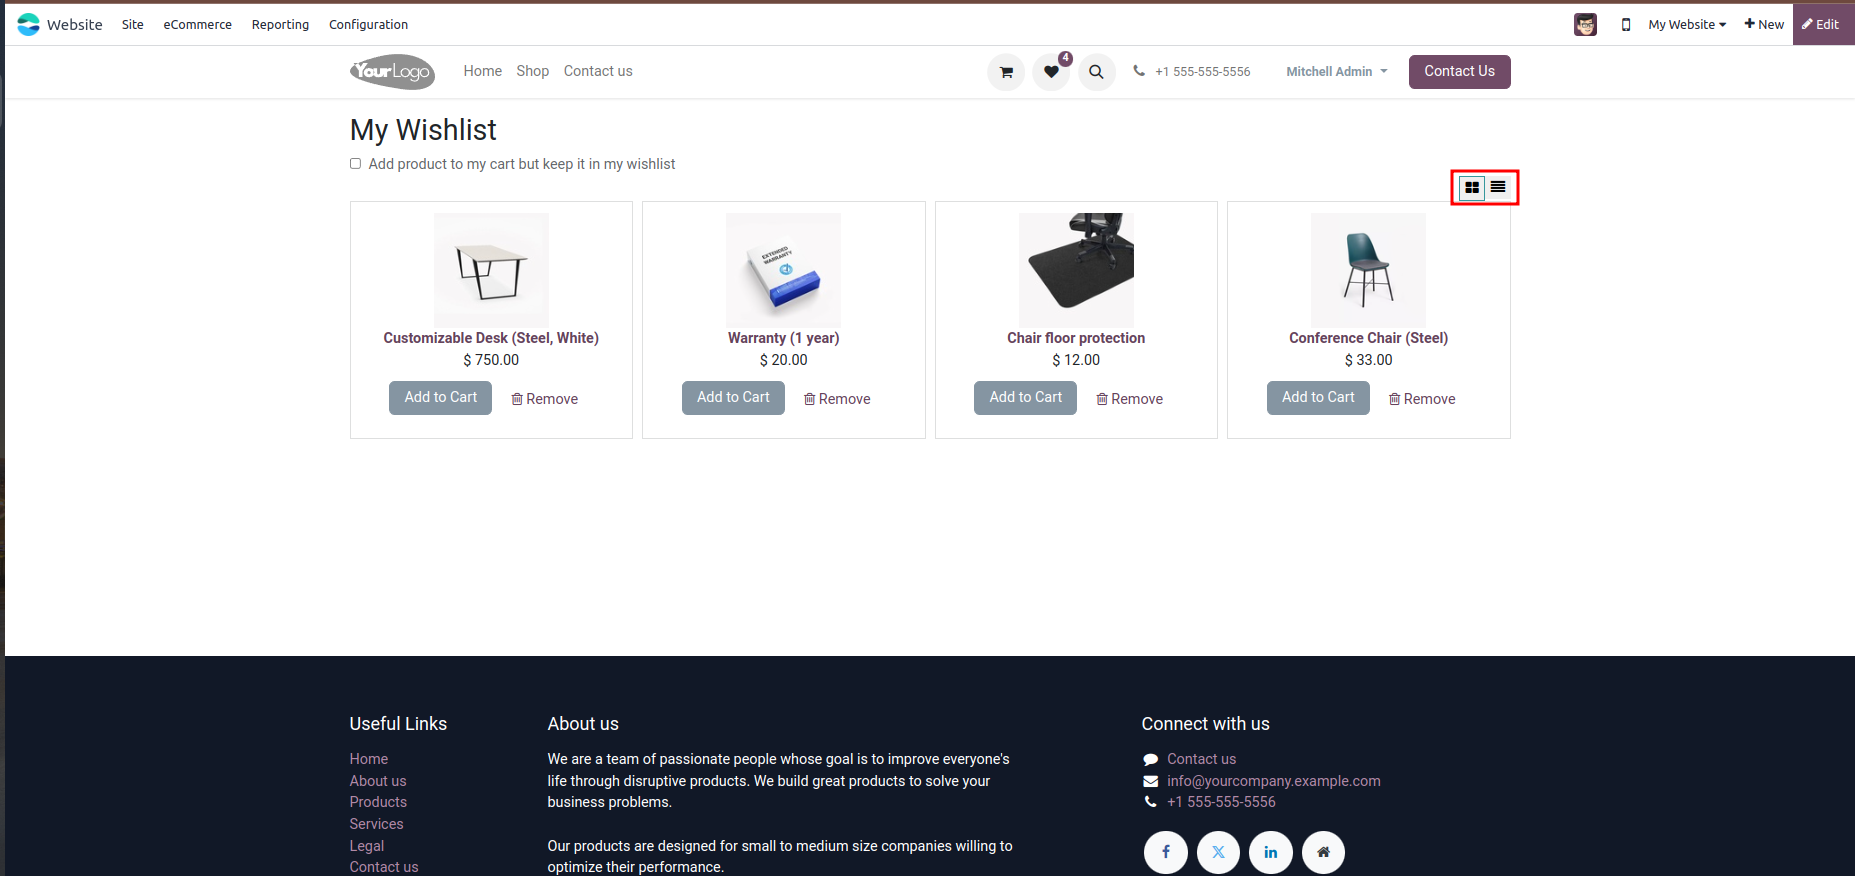 Website Site eCommerce Reporting Configuration My Website New Edit
YourLogo Home Shop Contact us 4 +1 555-555-5556 Mitchell Admin Contact Us
My Wishlist
Add product to my cart but keep it in my wishlist
EXTENDED
WARRANTY
Customizable Desk (Steel, White) Warranty (1 year) Chair floor protection Conference Chair (Steel)
$ 750.00 $ 20.00 $ 12.00 $ 33.00
Add to Cart Remove Add to Cart Remove Add to Cart Remove Add to Cart Remove
Useful Links
Home
About us
Products
Services
Legal
Contact us
About us
We are a team of passionate people whose goal is to improve everyone's
life through disruptive products. We build great products to solve your
business problems.
Our products are designed for small to medium size companies willing to
optimize their performance.
Connect with us
Contact us
info@yourcompany.example.com
+1 555-555-5556